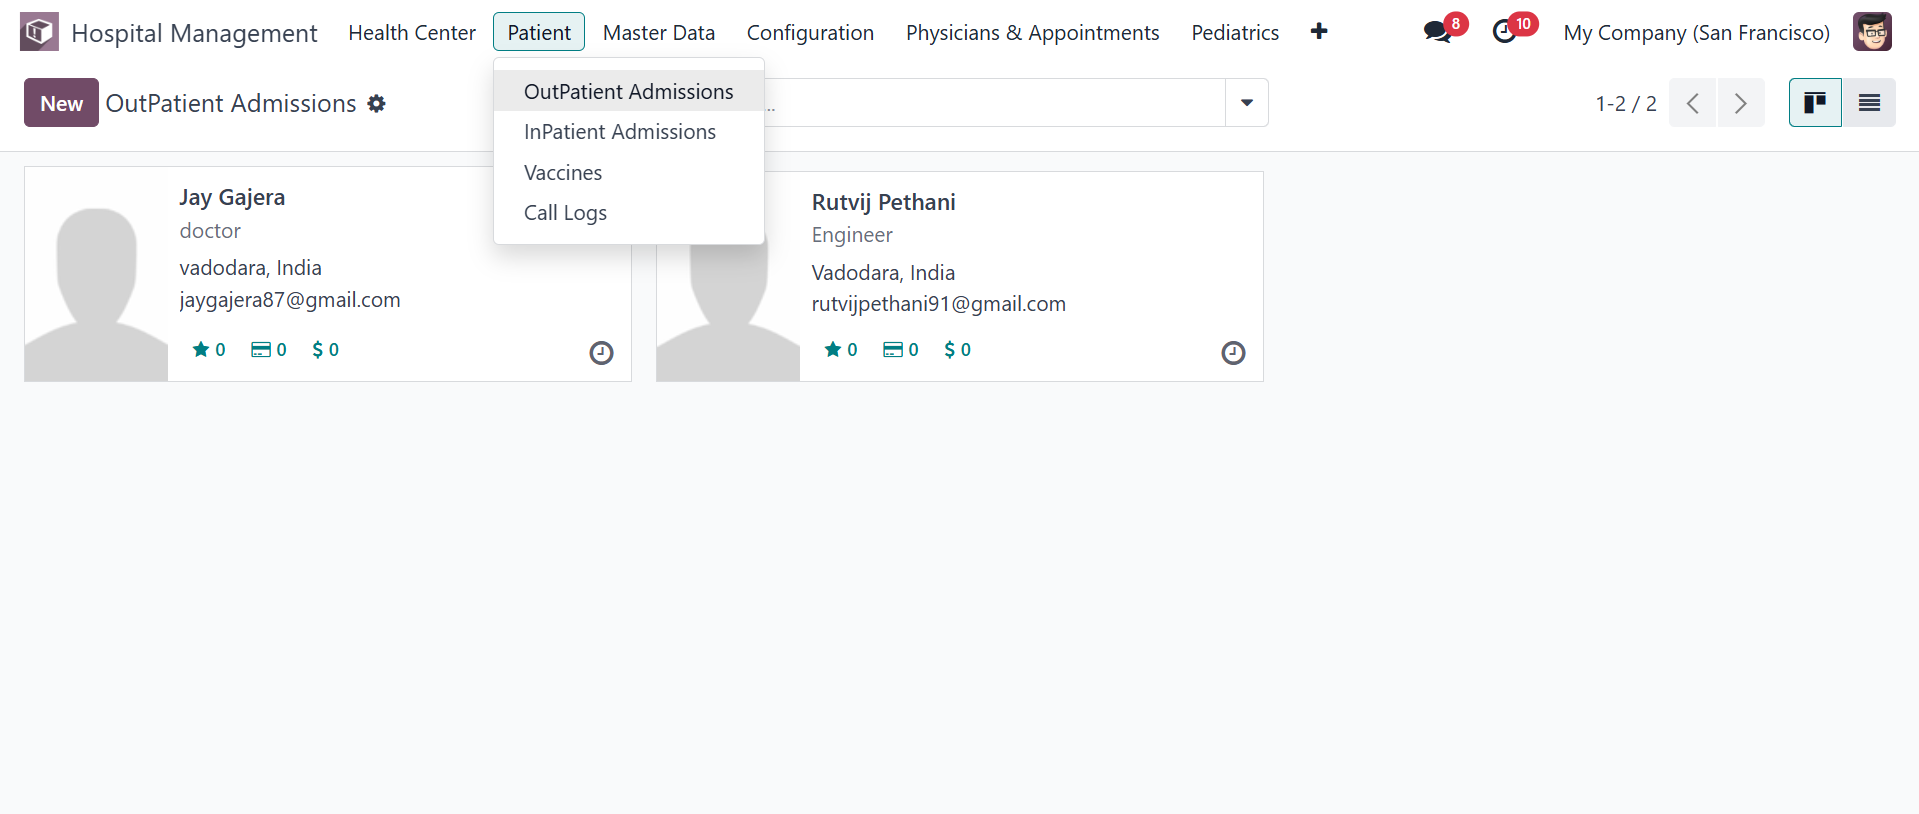 Hospital Management Health Center Patient Master Data Configuration Physicians & Appointments Pediatrics 8 10 My Company (San Francisco)
New OutPatient Admissions ... 1-2 / 2
OutPatient Admissions
InPatient Admissions
Vaccines
Call Logs
Jay Gajera
doctor
vadodara, India
jaygajera87@gmail.com
0 0 $ 0
Rutvij Pethani
Engineer
Vadodara, India
rutvijpethani91@gmail.com
0 0 $ 0